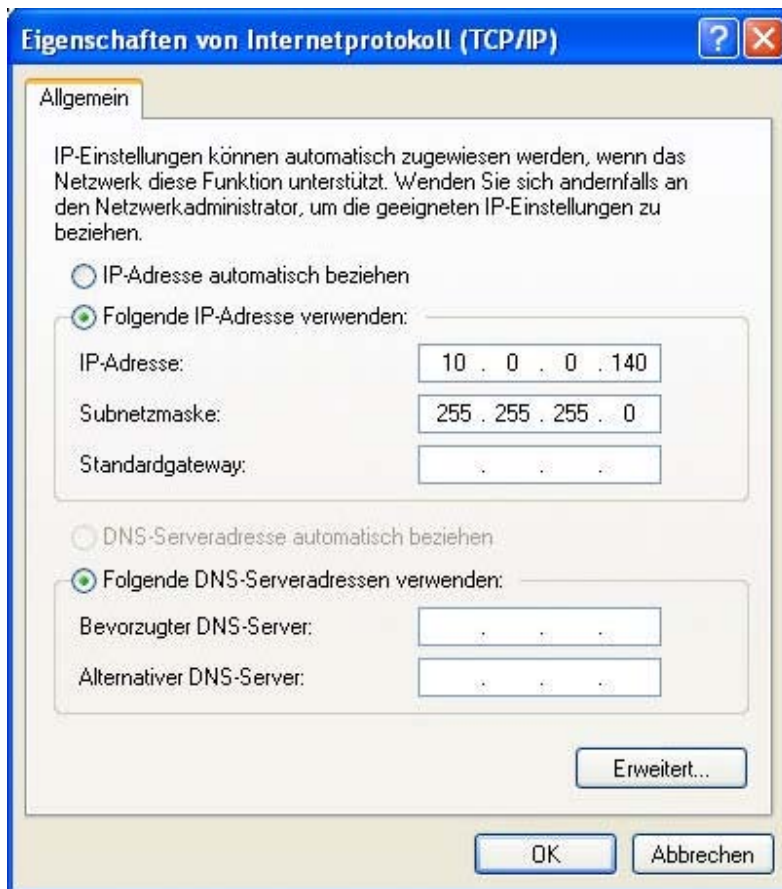 Eigenschaften von Internetprotokoll (TCP/IP)
?
Allgemein
IP-Einstellungen können automatisch zugewiesen werden, wenn das
Netzwerk diese Funktion unterstützt. Wenden Sie sich andernfalls an
den Netzwerkadministrator, um die geeigneten IP-Einstellungen zu
beziehen.
IP-Adresse automatisch beziehen
Folgende IP-Adresse verwenden:
IP-Adresse: 10 . 0 . 0 . 140
Subnetzmaske: 255 . 255 . 255 . 0
Standardgateway: . . .
DNS-Serveradresse automatisch beziehen
Folgende DNS-Serveradressen verwenden:
Bevorzugter DNS-Server: . . .
Alternativer DNS-Server: . . .
Erweitert...
OK Abbrechen